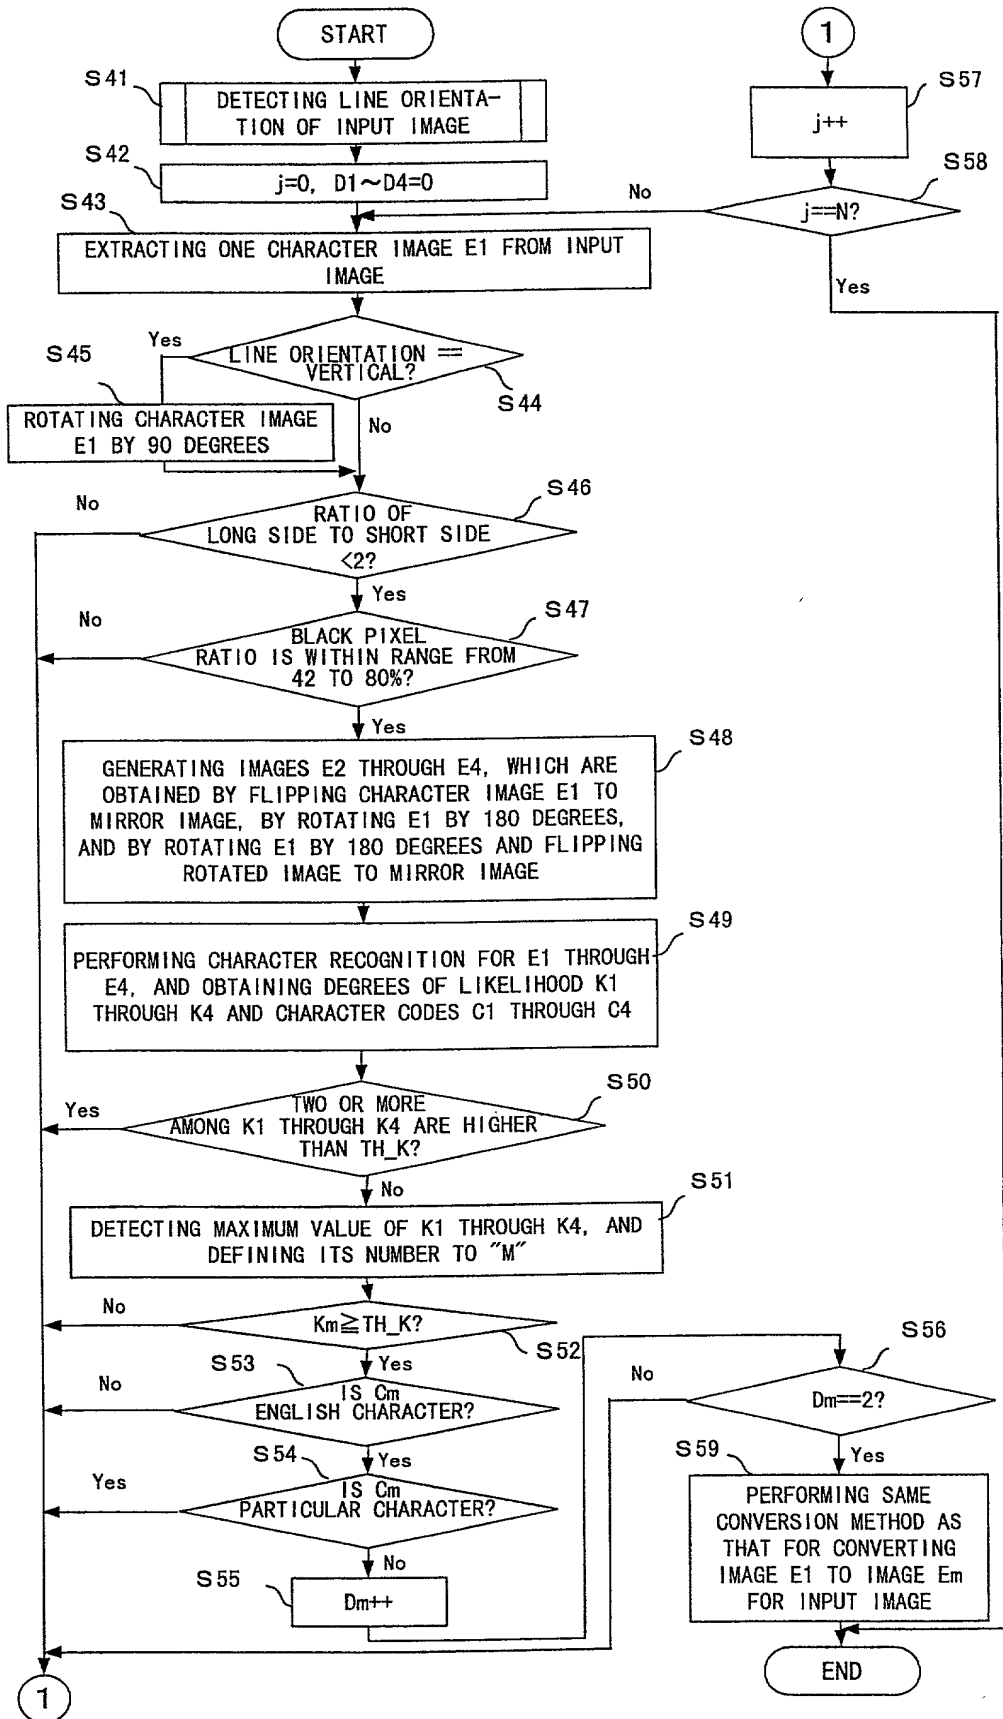 START
S41
DETECTING LINE ORIENTA-
TION OF INPUT IMAGE
S42
j=0, D1～D4=0
S43
EXTRACTING ONE CHARACTER IMAGE E1 FROM INPUT
IMAGE
LINE ORIENTATION ==
VERTICAL?
S44
Yes
No
S45
ROTATING CHARACTER IMAGE
E1 BY 90 DEGREES
S46
RATIO OF
LONG SIDE TO SHORT SIDE
<2?
No
Yes
S47
BLACK PIXEL
RATIO IS WITHIN RANGE FROM
42 TO 80%?
No
Yes
S48
GENERATING IMAGES E2 THROUGH E4, WHICH ARE
OBTAINED BY FLIPPING CHARACTER IMAGE E1 TO
MIRROR IMAGE, BY ROTATING E1 BY 180 DEGREES,
AND BY ROTATING E1 BY 180 DEGREES AND FLIPPING
ROTATED IMAGE TO MIRROR IMAGE
S49
PERFORMING CHARACTER RECOGNITION FOR E1 THROUGH
E4, AND OBTAINING DEGREES OF LIKELIHOOD K1
THROUGH K4 AND CHARACTER CODES C1 THROUGH C4
S50
TWO OR MORE
AMONG K1 THROUGH K4 ARE HIGHER
THAN TH_K?
Yes
No
S51
DETECTING MAXIMUM VALUE OF K1 THROUGH K4, AND
DEFINING ITS NUMBER TO "M"
Km≧TH_K?
S52
No
Yes
S53
IS Cm
ENGLISH CHARACTER?
No
Yes
S54
IS Cm
PARTICULAR CHARACTER?
Yes
No
S55
Dm++
1
1
S57
j++
S58
j==N?
No
Yes
S56
Dm==2?
No
Yes
S59
PERFORMING SAME
CONVERSION METHOD AS
THAT FOR CONVERTING
IMAGE E1 TO IMAGE Em
FOR INPUT IMAGE
END